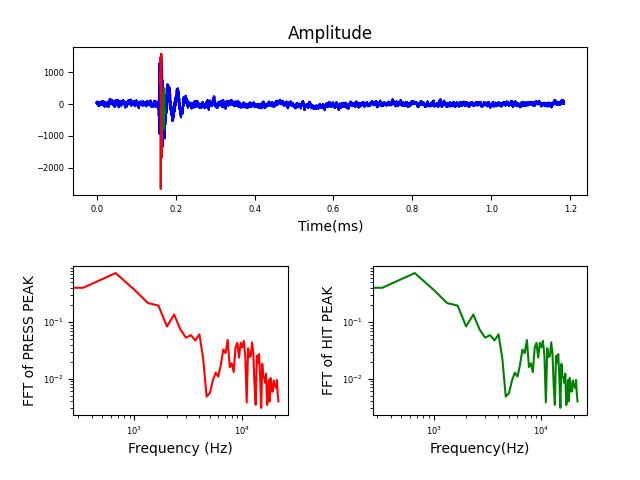 Amplitude
1000
0
−1000
−2000
0.0 0.2 0.4 0.6 0.8 1.0 1.2
Time(ms)
FFT of PRESS PEAK
10⁻¹
10⁻²
10³ 10⁴
Frequency (Hz)
FFT of HIT PEAK
10⁻¹
10⁻²
10³ 10⁴
Frequency(Hz)